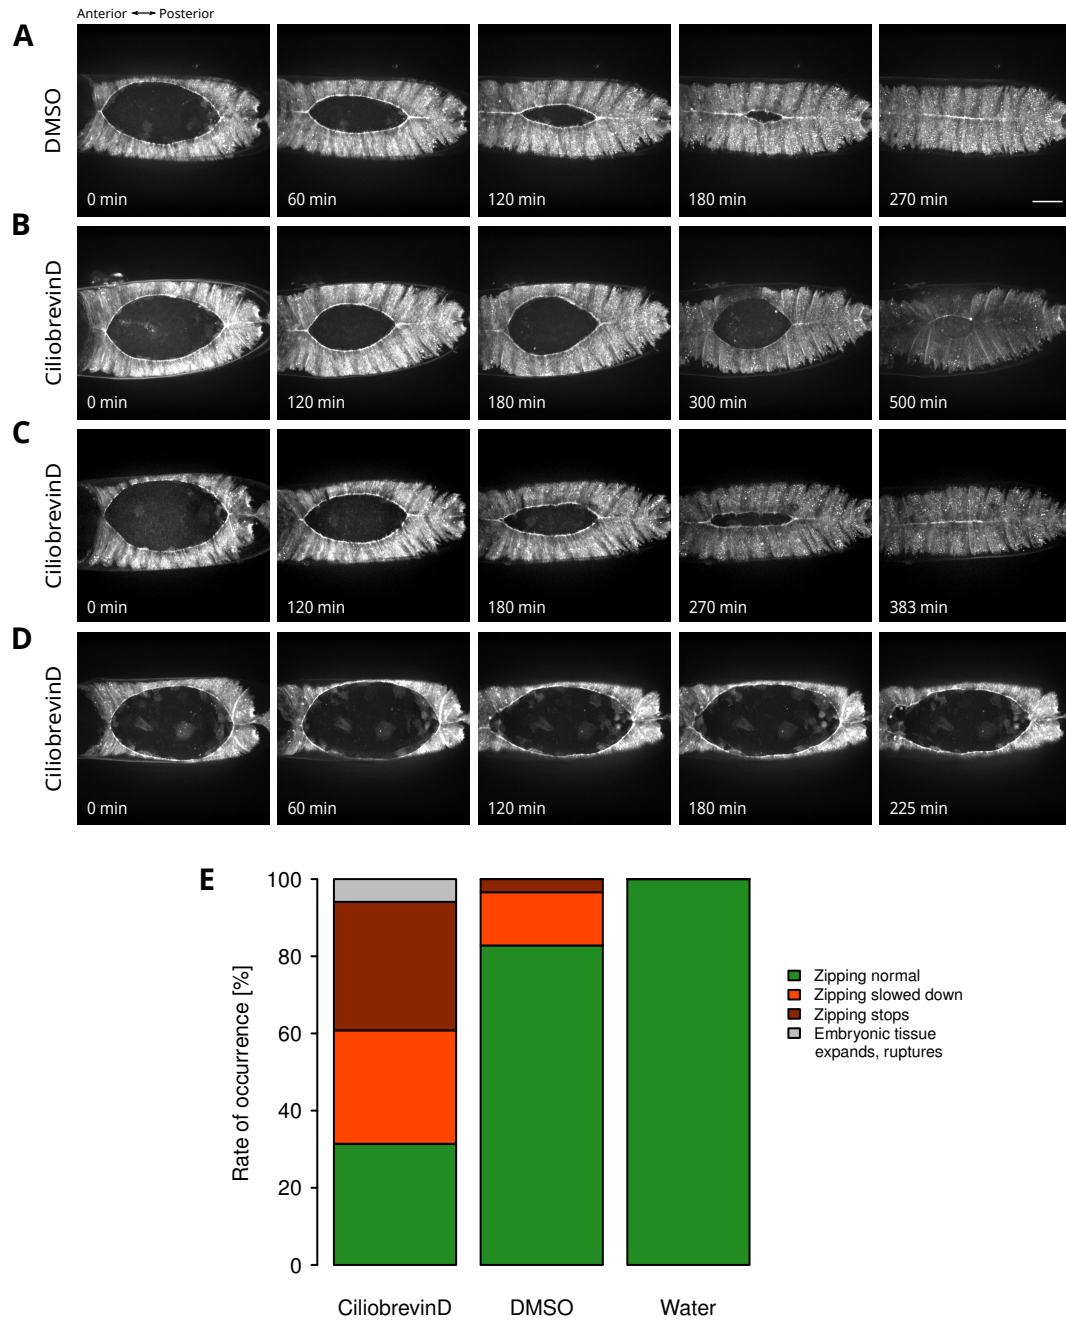 Anterior ↔ Posterior
A
DMSO
0 min
60 min
120 min
180 min
270 min
B
CiliobrevinD
0 min
120 min
180 min
300 min
500 min
C
CiliobrevinD
0 min
120 min
180 min
270 min
383 min
D
CiliobrevinD
0 min
60 min
120 min
180 min
225 min
E
Rate of occurrence [%]
100
80
60
40
20
0
CiliobrevinD
DMSO
Water
Zipping normal
Zipping slowed down
Zipping stops
Embryonic tissue
expands, ruptures